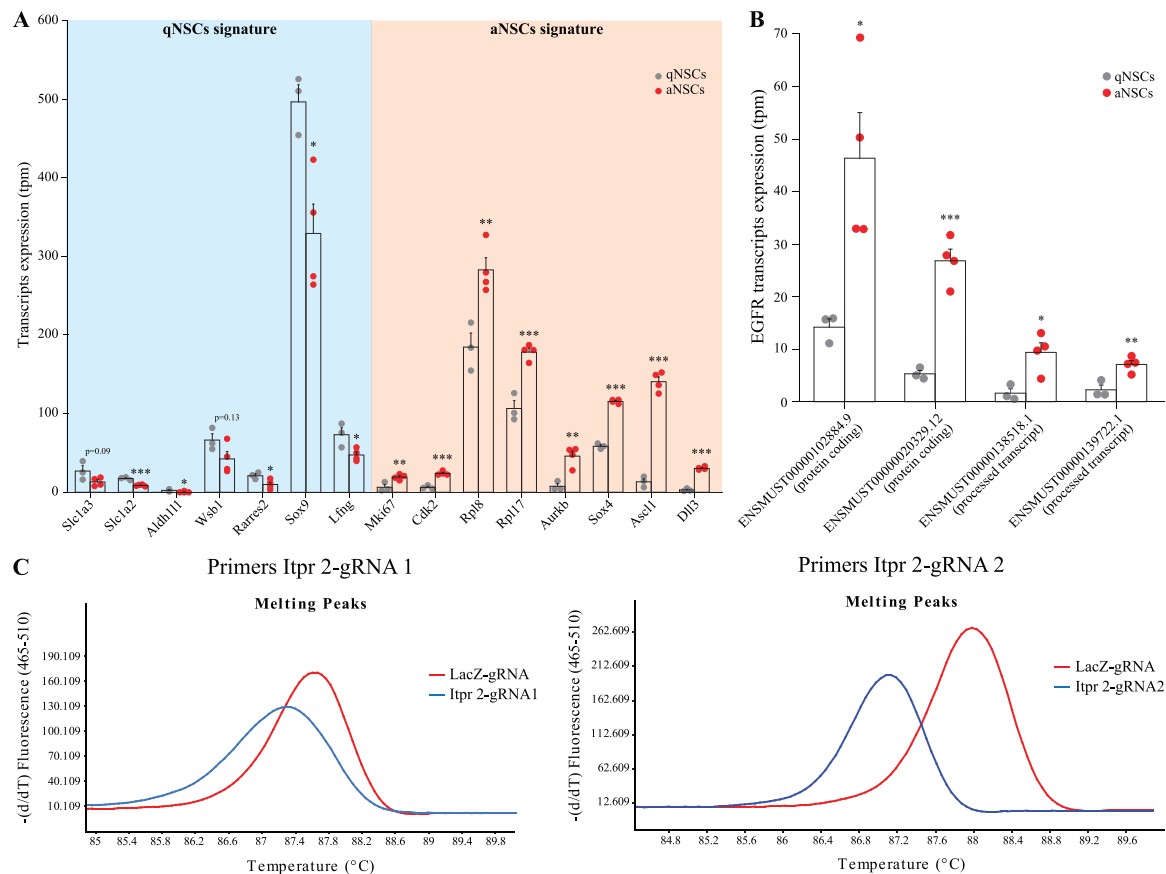 A
qNSCs signature
aNSCs signature
qNSCs
aNSCs
Transcripts expression (tpm)
600
500
400
300
200
100
0
p=0.09
***
*
p=0.13
*
*
*
**
***
**
***
**
***
***
***
Slc1a3
Slc1a2
Aldh1l1
Wsb1
Rarres2
Sox9
Lfng
Mki67
Cdk2
Rpl8
Rpl17
Aurkb
Sox4
Ascl1
Dl3
B
qNSCs
aNSCs
EGFR transcripts expression (tpm)
70
60
50
40
30
20
10
0
*
***
*
**
ENSMUST00000102884.9
(protein coding)
ENSMUST00000020329.12
(protein coding)
ENSMUST00000138518.1
(processed transcript)
ENSMUST00000139722.1
(processed transcript)
C
Primers Itpr 2-gRNA 1
Melting Peaks
-(d/dT) Fluorescence (465-510)
190.109
160.109
130.109
100.109
70.109
40.109
10.109
LacZ-gRNA
Itpr 2-gRNA1
85 85.4 85.8 86.2 86.6 87 87.4 87.8 88.2 88.6 89 89.4 89.8
Temperature (°C)
Primers Itpr 2-gRNA 2
Melting Peaks
-(d/dT) Fluorescence (465-510)
262.609
212.609
162.609
112.609
62.609
12.609
LacZ-gRNA
Itpr 2-gRNA2
84.8 85.2 85.6 86 86.4 86.8 87.2 87.6 88 88.4 88.8 89.2 89.6
Temperature (°C)